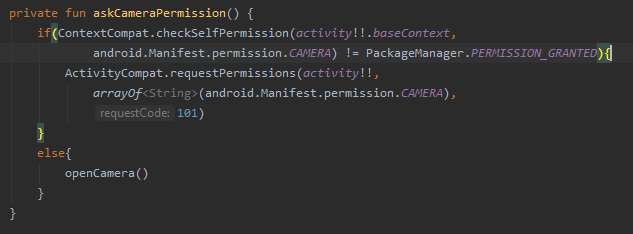 private fun askCameraPermission() {
if(ContextCompat.checkSelfPermission(activity!!.baseContext,
android.Manifest.permission.CAMERA) != PackageManager.PERMISSION_GRANTED){
ActivityCompat.requestPermissions(activity!!,
arrayOf<String>(android.Manifest.permission.CAMERA),
requestCode: 101)
}
else{
openCamera()
}
}